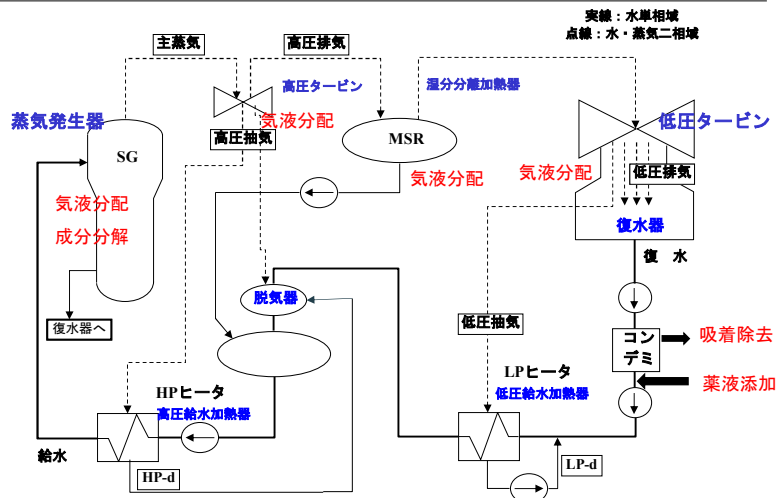 実線：水単相域
点線：水・蒸気二相域
主蒸気
高圧排気
高圧タービン
湿分分離加熱器
蒸気発生器
気液分配
高圧抽気
低圧タービン
SG
MSR
気液分配
気液分配
低圧排気
気液分配
成分分解
復水器
復 水
脱気器
復水器へ
低圧抽気
コン
デミ
吸着除去
薬液添加
HPヒータ
高圧給水加熱器
LPヒータ
低圧給水加熱器
給水
HP-d
LP-d